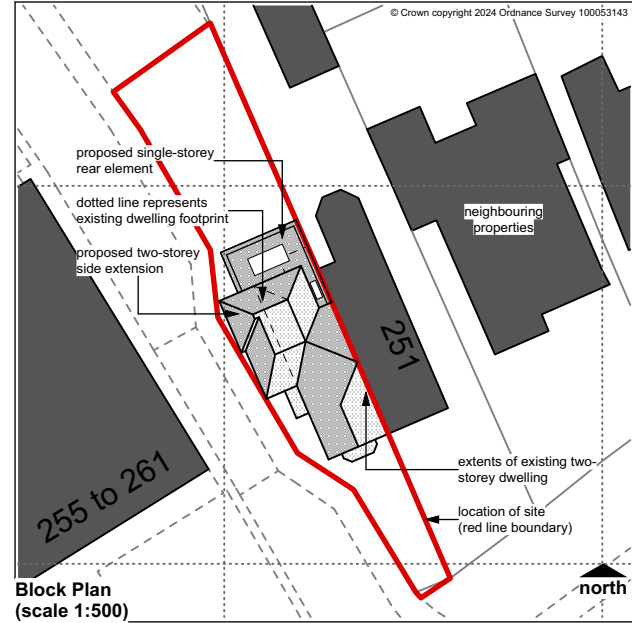 © Crown copyright 2024 Ordnance Survey 100053143
proposed single-storey
rear element
dotted line represents
existing dwelling footprint
proposed two-storey
side extension
neighbouring
properties
251
255 to 261
extents of existing two-
storey dwelling
location of site
(red line boundary)
Block Plan
(scale 1:500)
north